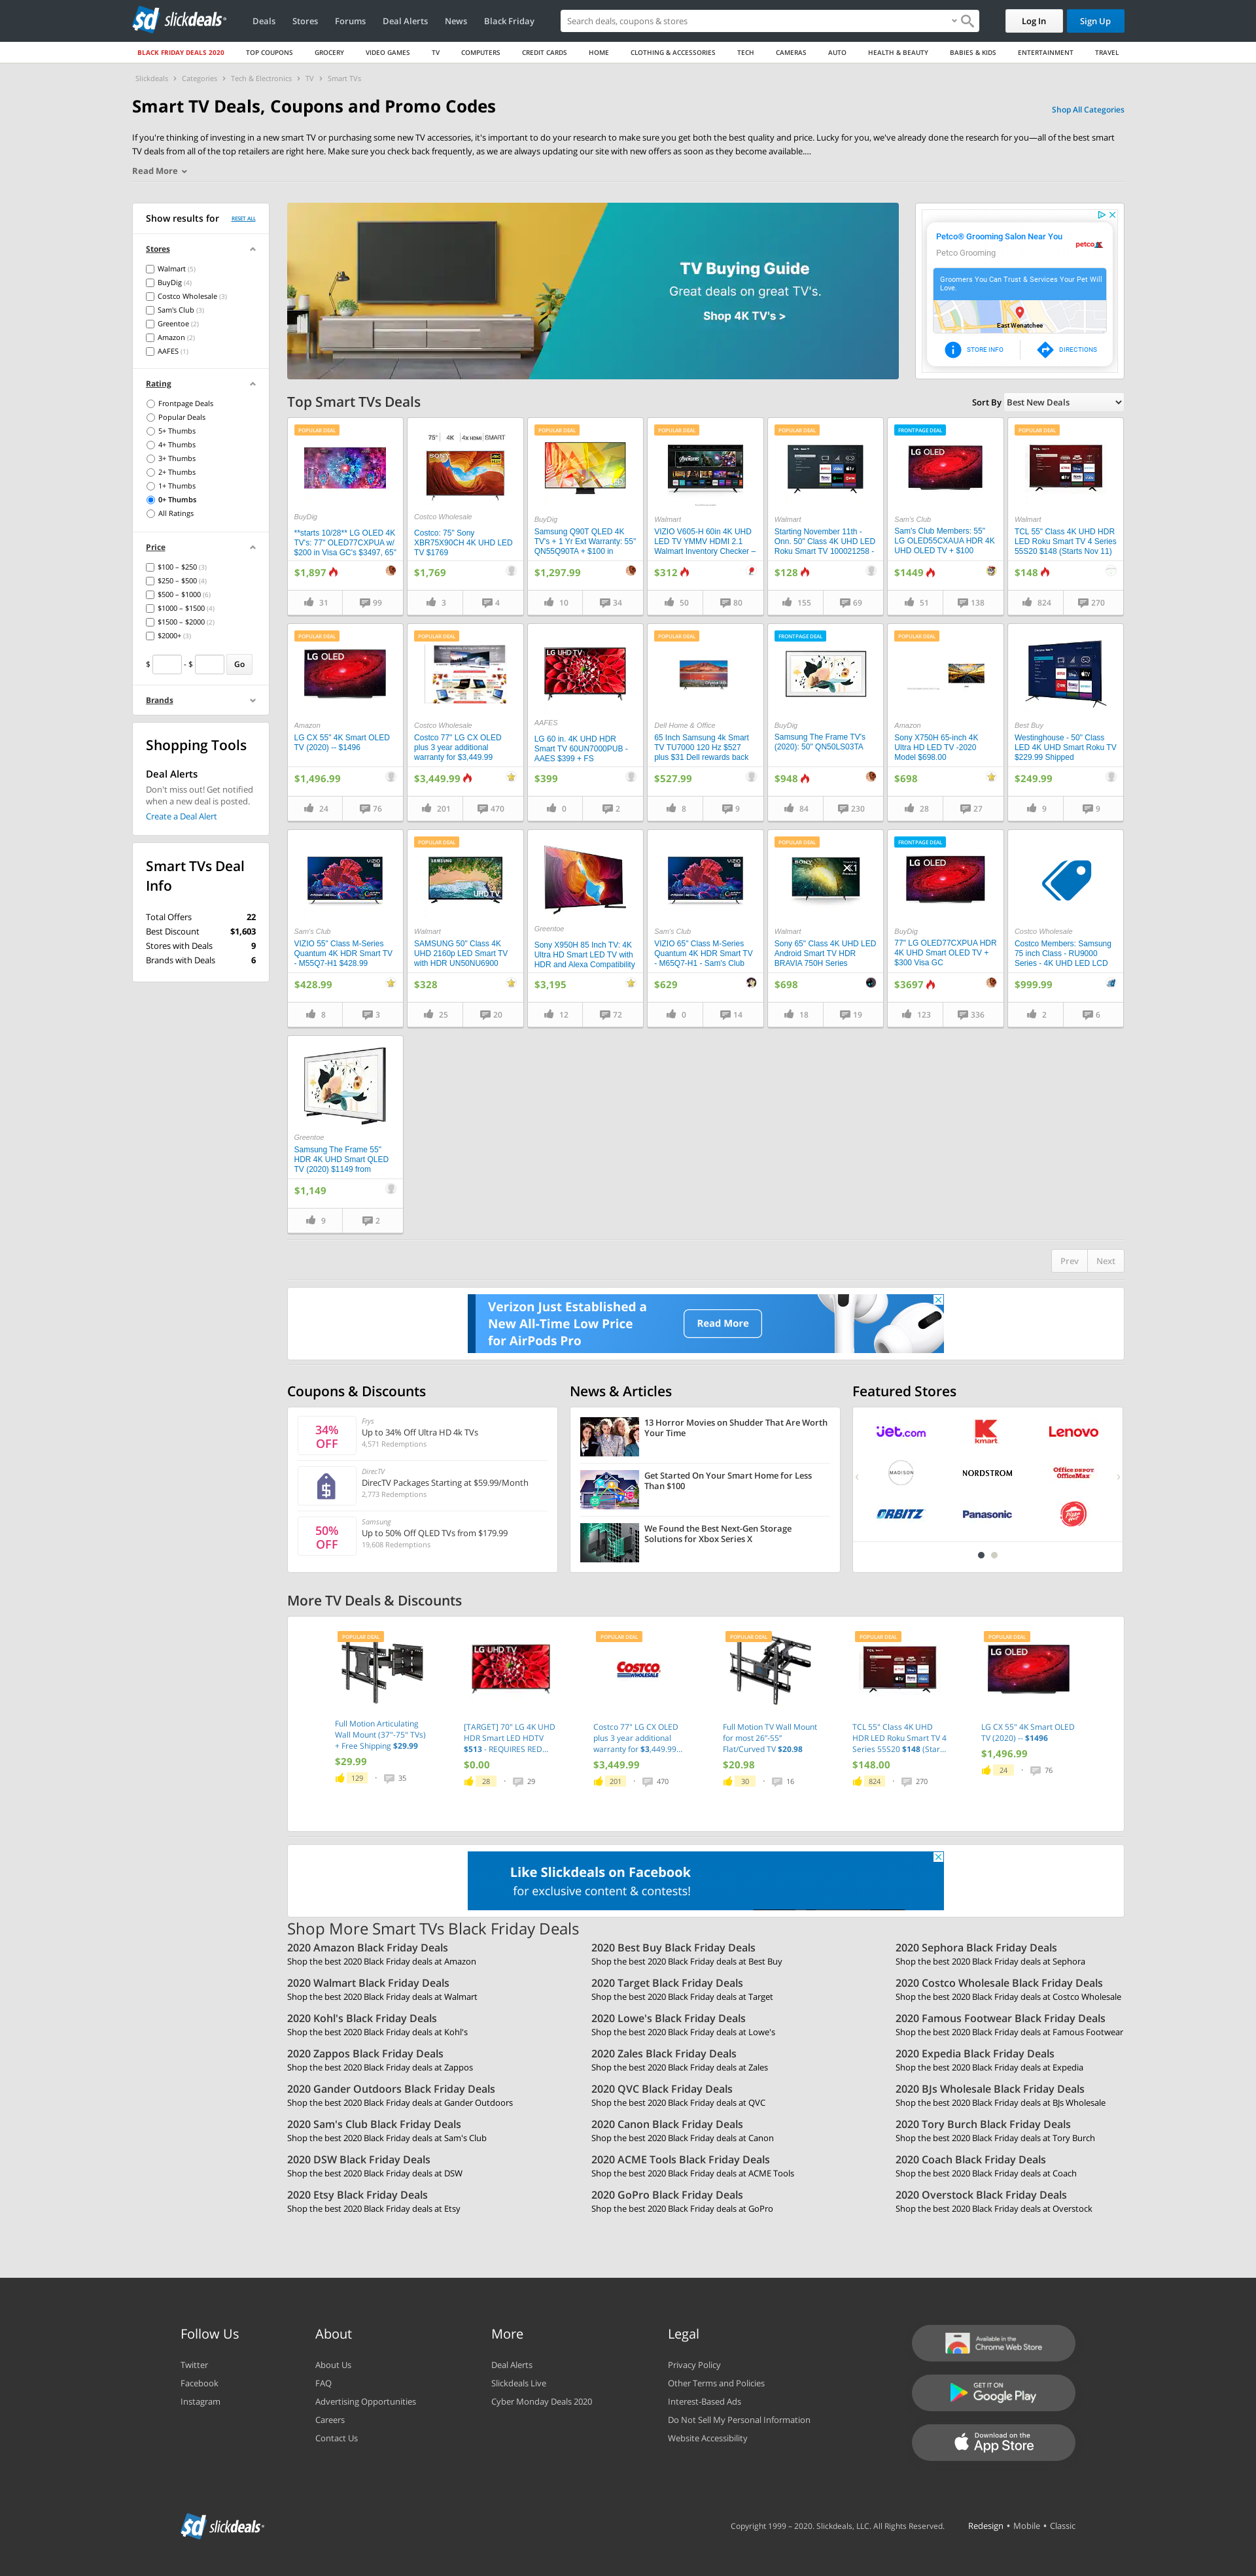 slickdeals
Deals
Stores
Forums
Deal Alerts
News
Black Friday
Search deals, coupons & stores
Log In
Sign Up
BLACK FRIDAY DEALS 2020
TOP COUPONS
GROCERY
VIDEO GAMES
TV
COMPUTERS
CREDIT CARDS
HOME
CLOTHING & ACCESSORIES
TECH
CAMERAS
AUTO
HEALTH & BEAUTY
BABIES & KIDS
ENTERTAINMENT
TRAVEL
Slickdeals › Categories › Tech & Electronics › TV › Smart TVs
Smart TV Deals, Coupons and Promo Codes
Shop All Categories
If you're thinking of investing in a new smart TV or purchasing some new TV accessories, it's important to do your research to make sure you get both the best quality and price. Lucky for you, we've already done the research for you—all of the best smart
TV deals from all of the top retailers are right here. Make sure you check back frequently, as we are always updating our site with new offers as soon as they become available....
Read More
Show results for
RESET ALL
Stores
Walmart (5)
BuyDig (4)
Costco Wholesale (3)
Sam's Club (3)
Greentoe (2)
Amazon (2)
AAFES (1)
Rating
Frontpage Deals
Popular Deals
5+ Thumbs
4+ Thumbs
3+ Thumbs
2+ Thumbs
1+ Thumbs
0+ Thumbs
All Ratings
Price
$100 – $250 (3)
$250 – $500 (4)
$500 – $1000 (6)
$1000 – $1500 (4)
$1500 – $2000 (2)
$2000+ (3)
$ - $ Go
Brands
Shopping Tools
Deal Alerts
Don't miss out! Get notified
when a new deal is posted.
Create a Deal Alert
Smart TVs Deal
Info
Total Offers 22
Best Discount $1,603
Stores with Deals 9
Brands with Deals 6
TV Buying Guide
Great deals on great TV's.
Shop 4K TV's >
Petco® Grooming Salon Near You
Petco Grooming
petco
Groomers You Can Trust & Services Your Pet Will
Love.
East Wenatchee
STORE INFO
DIRECTIONS
Top Smart TVs Deals
Sort By Best New Deals
POPULAR DEAL
BuyDig
**starts 10/28** LG OLED 4K
TV's: 77" OLED77CXPUA w/
$200 in Visa GC's $3497, 65"
$1,897
31
99
75" 4K 4X HDMI SMART
SONY
Costco Wholesale
Costco: 75" Sony
XBR75X90CH 4K UHD LED
TV $1769
$1,769
3
4
POPULAR DEAL
BuyDig
Samsung Q90T QLED 4K
TV's + 1 Yr Ext Warranty: 55"
QN55Q90TA + $100 in
$1,297.99
10
34
POPULAR DEAL
Walmart
VIZIO V605-H 60in 4K UHD
LED TV YMMV HDMI 2.1
Walmart Inventory Checker –
$312
50
80
POPULAR DEAL
Walmart
Starting November 11th -
Onn. 50" Class 4K UHD LED
Roku Smart TV 100021258 -
$128
155
69
FRONTPAGE DEAL
LG OLED
Sam's Club
Sam's Club Members: 55"
LG OLED55CXAUA HDR 4K
UHD OLED TV + $100
$1449
51
138
POPULAR DEAL
Walmart
TCL 55" Class 4K UHD HDR
LED Roku Smart TV 4 Series
55S20 $148 (Starts Nov 11)
$148
824
270
POPULAR DEAL
LG OLED
Amazon
LG CX 55" 4K Smart OLED
TV (2020) -- $1496
$1,496.99
24
76
POPULAR DEAL
Costco Wholesale
Costco 77" LG CX OLED
plus 3 year additional
warranty for $3,449.99
$3,449.99
201
470
LG UHD TV
AAFES
LG 60 in. 4K UHD HDR
Smart TV 60UN7000PUB -
AAES $399 + FS
$399
0
2
POPULAR DEAL
Dell Home & Office
65 Inch Samsung 4k Smart
TV TU7000 120 Hz $527
plus $31 Dell rewards back
$527.99
8
9
FRONTPAGE DEAL
BuyDig
Samsung The Frame TV's
(2020): 50" QN50LS03TA
$948
84
230
POPULAR DEAL
Amazon
Sony X750H 65-inch 4K
Ultra HD LED TV -2020
Model $698.00
$698
28
27
Best Buy
Westinghouse - 50" Class
LED 4K UHD Smart Roku TV
$229.99 Shipped
$249.99
9
9
VIZIO
Sam's Club
VIZIO 55" Class M-Series
Quantum 4K HDR Smart TV
- M55Q7-H1 $428.99
$428.99
8
3
POPULAR DEAL
SAMSUNG
UHD TV
Walmart
SAMSUNG 50" Class 4K
UHD 2160p LED Smart TV
with HDR UN50NU6900
$328
25
20
Greentoe
Sony X950H 85 Inch TV: 4K
Ultra HD Smart LED TV with
HDR and Alexa Compatibility
$3,195
12
72
VIZIO
Sam's Club
VIZIO 65" Class M-Series
Quantum 4K HDR Smart TV
- M65Q7-H1 - Sam's Club
$629
0
14
POPULAR DEAL
SONY
X1
Walmart
Sony 65" Class 4K UHD LED
Android Smart TV HDR
BRAVIA 750H Series
$698
18
19
FRONTPAGE DEAL
LG OLED
BuyDig
77" LG OLED77CXPUA HDR
4K UHD Smart OLED TV +
$300 Visa GC
$3697
123
336
Costco Wholesale
Costco Members: Samsung
75 inch Class - RU9000
Series - 4K UHD LED LCD
$999.99
2
6
Greentoe
Samsung The Frame 55"
HDR 4K UHD Smart QLED
TV (2020) $1149 from
$1,149
9
2
Prev
Next
Verizon Just Established a
New All-Time Low Price
for AirPods Pro
Read More
Coupons & Discounts
34%
OFF
Frys
Up to 34% Off Ultra HD 4k TVs
4,571 Redemptions
DirecTV
DirecTV Packages Starting at $59.99/Month
2,773 Redemptions
50%
OFF
Samsung
Up to 50% Off QLED TVs from $179.99
19,608 Redemptions
News & Articles
13 Horror Movies on Shudder That Are Worth
Your Time
Get Started On Your Smart Home for Less
Than $100
We Found the Best Next-Gen Storage
Solutions for Xbox Series X
Featured Stores
Jet.com
kmart
Lenovo
MADISON
NORDSTROM
Office DEPOT
OfficeMax
ORBITZ
Panasonic
Pizza Hut
More TV Deals & Discounts
POPULAR DEAL
Full Motion Articulating
Wall Mount (37"-75" TVs)
+ Free Shipping $29.99
$29.99
129
35
LG UHD TV
[TARGET] 70" LG 4K UHD
HDR Smart LED HDTV
$513 - REQUIRES RED...
$0.00
28
29
POPULAR DEAL
COSTCO
WHOLESALE
Costco 77" LG CX OLED
plus 3 year additional
warranty for $3,449.99...
$3,449.99
201
470
POPULAR DEAL
Full Motion TV Wall Mount
for most 26"-55"
Flat/Curved TV $20.98
$20.98
30
16
POPULAR DEAL
TCL 55" Class 4K UHD
HDR LED Roku Smart TV 4
Series 55S20 $148 (Star...
$148.00
824
270
POPULAR DEAL
LG OLED
LG CX 55" 4K Smart OLED
TV (2020) -- $1496
$1,496.99
24
76
Like Slickdeals on Facebook
for exclusive content & contests!
Shop More Smart TVs Black Friday Deals
2020 Amazon Black Friday Deals
Shop the best 2020 Black Friday deals at Amazon
2020 Best Buy Black Friday Deals
Shop the best 2020 Black Friday deals at Best Buy
2020 Sephora Black Friday Deals
Shop the best 2020 Black Friday deals at Sephora
2020 Walmart Black Friday Deals
Shop the best 2020 Black Friday deals at Walmart
2020 Target Black Friday Deals
Shop the best 2020 Black Friday deals at Target
2020 Costco Wholesale Black Friday Deals
Shop the best 2020 Black Friday deals at Costco Wholesale
2020 Kohl's Black Friday Deals
Shop the best 2020 Black Friday deals at Kohl's
2020 Lowe's Black Friday Deals
Shop the best 2020 Black Friday deals at Lowe's
2020 Famous Footwear Black Friday Deals
Shop the best 2020 Black Friday deals at Famous Footwear
2020 Zappos Black Friday Deals
Shop the best 2020 Black Friday deals at Zappos
2020 Zales Black Friday Deals
Shop the best 2020 Black Friday deals at Zales
2020 Expedia Black Friday Deals
Shop the best 2020 Black Friday deals at Expedia
2020 Gander Outdoors Black Friday Deals
Shop the best 2020 Black Friday deals at Gander Outdoors
2020 QVC Black Friday Deals
Shop the best 2020 Black Friday deals at QVC
2020 BJs Wholesale Black Friday Deals
Shop the best 2020 Black Friday deals at BJs Wholesale
2020 Sam's Club Black Friday Deals
Shop the best 2020 Black Friday deals at Sam's Club
2020 Canon Black Friday Deals
Shop the best 2020 Black Friday deals at Canon
2020 Tory Burch Black Friday Deals
Shop the best 2020 Black Friday deals at Tory Burch
2020 DSW Black Friday Deals
Shop the best 2020 Black Friday deals at DSW
2020 ACME Tools Black Friday Deals
Shop the best 2020 Black Friday deals at ACME Tools
2020 Coach Black Friday Deals
Shop the best 2020 Black Friday deals at Coach
2020 Etsy Black Friday Deals
Shop the best 2020 Black Friday deals at Etsy
2020 GoPro Black Friday Deals
Shop the best 2020 Black Friday deals at GoPro
2020 Overstock Black Friday Deals
Shop the best 2020 Black Friday deals at Overstock
Follow Us
Twitter
Facebook
Instagram
About
About Us
FAQ
Advertising Opportunities
Careers
Contact Us
More
Deal Alerts
Slickdeals Live
Cyber Monday Deals 2020
Legal
Privacy Policy
Other Terms and Policies
Interest-Based Ads
Do Not Sell My Personal Information
Website Accessibility
Available in the
Chrome Web Store
GET IT ON
Google Play
Download on the
App Store
slickdeals
Copyright 1999 – 2020. Slickdeals, LLC. All Rights Reserved.
Redesign • Mobile • Classic